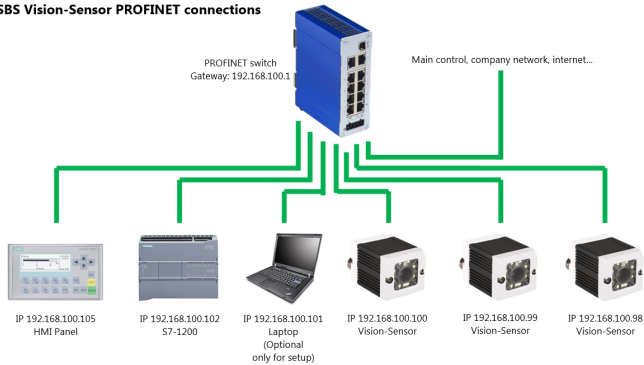 SBS Vision-Sensor PROFINET connections
PROFINET switch
Gateway: 192.168.100.1
Main control, company network, internet...
IP 192.168.100.105
HMI Panel
IP 192.168.100.102
S7-1200
IP 192.168.100.101
Laptop
(Optional
only for setup)
IP 192.168.100.100
Vision-Sensor
IP 192.168.100.99
Vision-Sensor
IP 192.168.100.98
Vision-Sensor